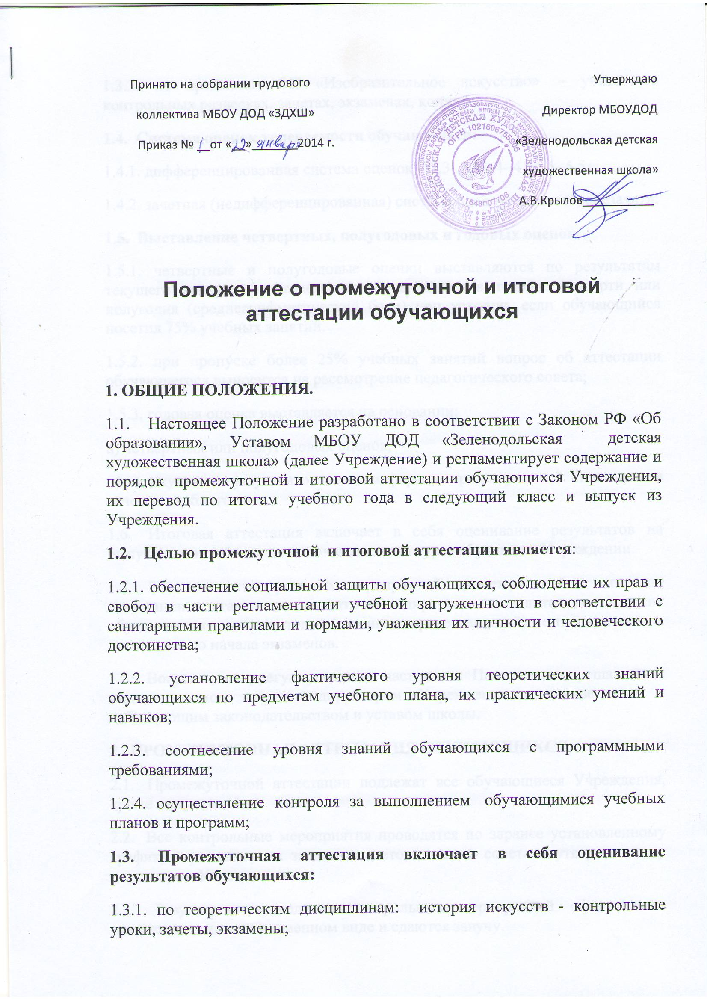 Принято на собрании трудового
коллектива МБОУ ДОД «ЗДХШ»
Приказ № 1 от «22» января 2014 г.
Утверждаю
Директор МБОУДОД
«Зеленодольская детская
художественная школа»
А.В.Крылов
ОГРН 1021606755906
ИНН 1648007706
Положение о промежуточной и итоговой
аттестации обучающихся
1. ОБЩИЕ ПОЛОЖЕНИЯ.
1.1. Настоящее Положение разработано в соответствии с Законом РФ «Об
образовании», Уставом МБОУ ДОД «Зеленодольская детская
художественная школа» (далее Учреждение) и регламентирует содержание и
порядок промежуточной и итоговой аттестации обучающихся Учреждения,
их перевод по итогам учебного года в следующий класс и выпуск из
Учреждения.
1.2. Целью промежуточной и итоговой аттестации является:
1.2.1. обеспечение социальной защиты обучающихся, соблюдение их прав и
свобод в части регламентации учебной загруженности в соответствии с
санитарными правилами и нормами, уважения их личности и человеческого
достоинства;
1.2.2. установление фактического уровня теоретических знаний
обучающихся по предметам учебного плана, их практических умений и
навыков;
1.2.3. соотнесение уровня знаний обучающихся с программными
требованиями;
1.2.4. осуществление контроля за выполнением обучающимися учебных
планов и программ;
1.3. Промежуточная аттестация включает в себя оценивание
результатов обучающихся:
1.3.1. по теоретическим дисциплинам история искусств - контрольные
уроки, зачеты, экзамены;